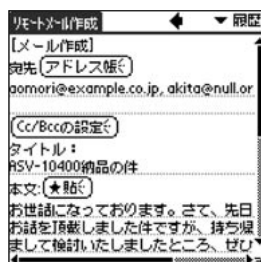 リモートメール作成 ▼ 履歴
[メール作成]
宛先(アドレス帳)
aomori@example.co.jp, akita@null.or
(Cc/Bccの設定)
タイトル:
ASV-10400納品の件
本文:(★貼)
お世話になっております。さて、先日
お話を頂戴しました件ですが、持ち帰
まして検討いたしましたところ、ぜひ